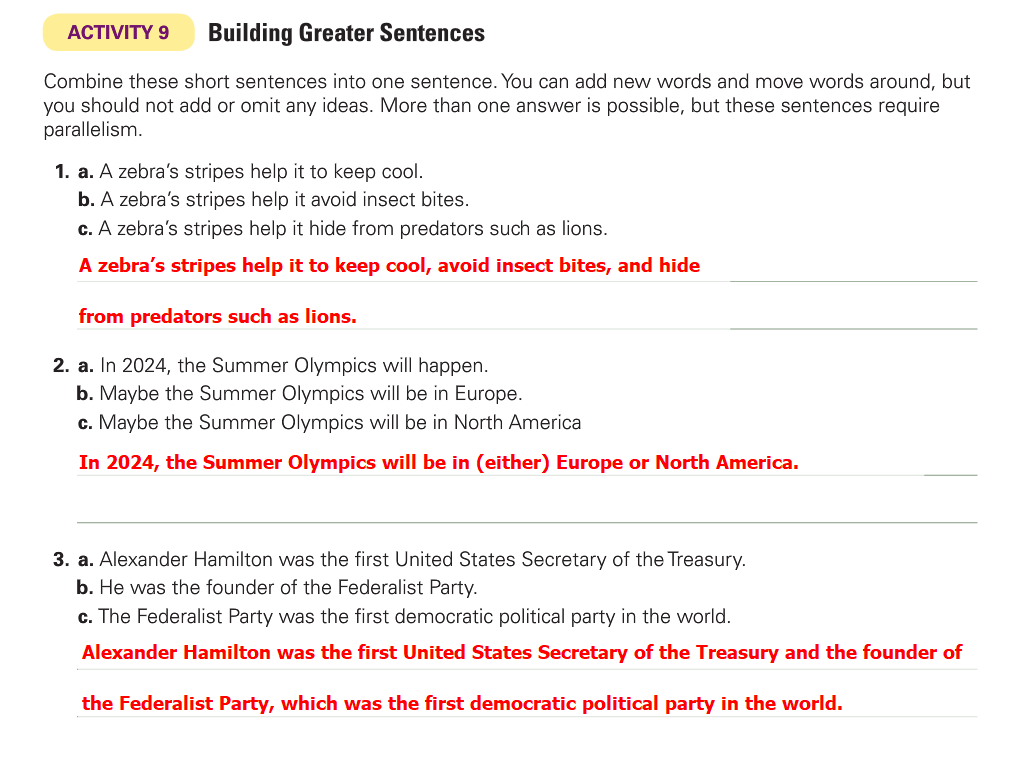 ACTIVITY 9 Building Greater Sentences
Combine these short sentences into one sentence. You can add new words and move words around, but
you should not add or omit any ideas. More than one answer is possible, but these sentences require
parallelism.
1. a. A zebra’s stripes help it to keep cool.
b. A zebra’s stripes help it avoid insect bites.
c. A zebra’s stripes help it hide from predators such as lions.
A zebra’s stripes help it to keep cool, avoid insect bites, and hide
from predators such as lions.
2. a. In 2024, the Summer Olympics will happen.
b. Maybe the Summer Olympics will be in Europe.
c. Maybe the Summer Olympics will be in North America
In 2024, the Summer Olympics will be in (either) Europe or North America.
3. a. Alexander Hamilton was the first United States Secretary of the Treasury.
b. He was the founder of the Federalist Party.
c. The Federalist Party was the first democratic political party in the world.
Alexander Hamilton was the first United States Secretary of the Treasury and the founder of
the Federalist Party, which was the first democratic political party in the world.